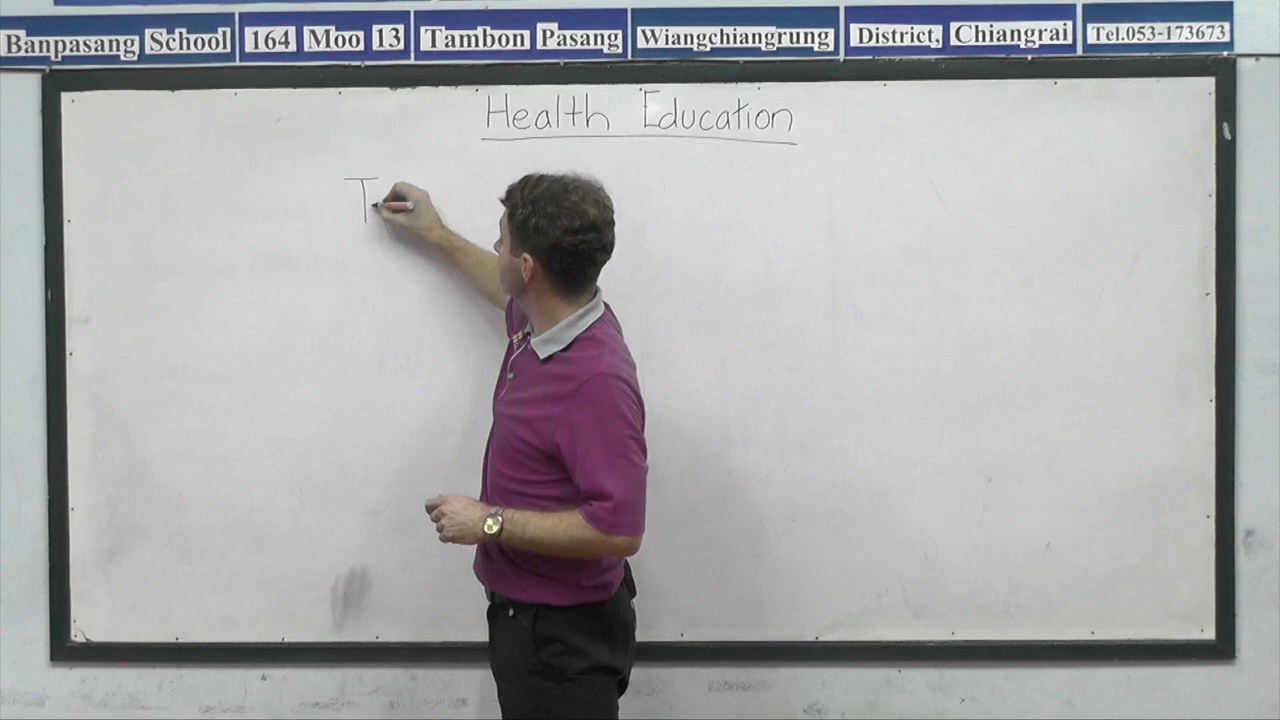 Banpasang School 164 Moo 13 Tambon Pasang Wiangchiangrung District, Chiangrai Tel.053-173673
Health Education
T